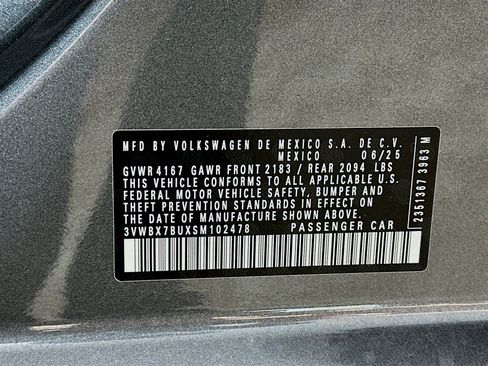 MFD BY VOLKSWAGEN DE MEXICO S.A. DE C.V.
MEXICO 06/25
GVWR 4167 GAWR FRONT 2183 / REAR 2094 LBS
THIS VEHICLE CONFORMS TO ALL APPLICABLE U.S.
FEDERAL MOTOR VEHICLE SAFETY, BUMPER, AND
THEFT PREVENTION STANDARDS IN EFFECT ON THE
DATE OF MANUFACTURE SHOWN ABOVE.
3VWBX7BUXSM102478 PASSENGER CAR
2351367 3963 M